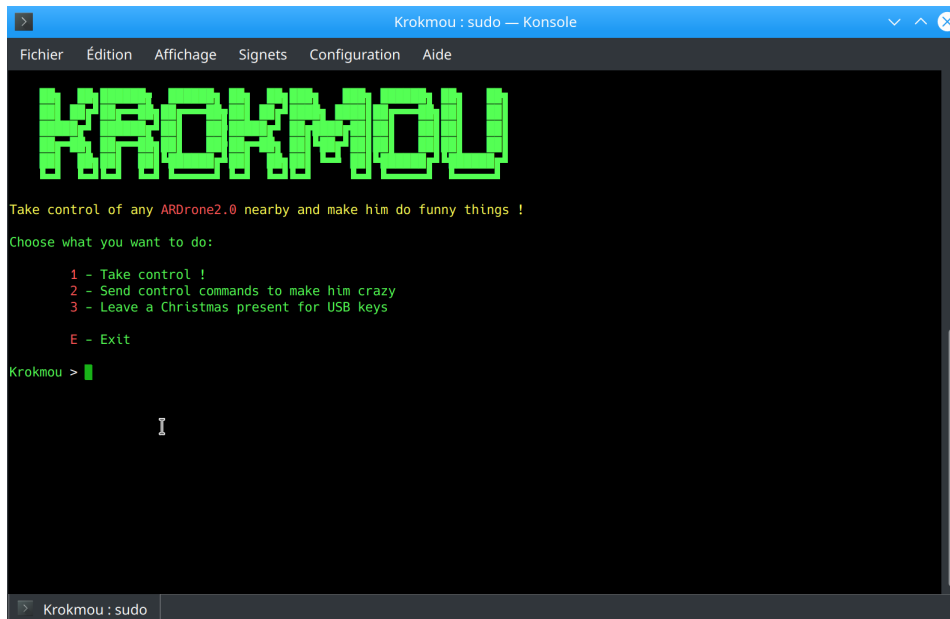 Krokmou : sudo — Konsole
Fichier Édition Affichage Signets Configuration Aide
KROKMOU
Take control of any ARDrone2.0 nearby and make him do funny things !
Choose what you want to do:
1 - Take control !
2 - Send control commands to make him crazy
3 - Leave a Christmas present for USB keys
E - Exit
Krokmou >
Krokmou : sudo